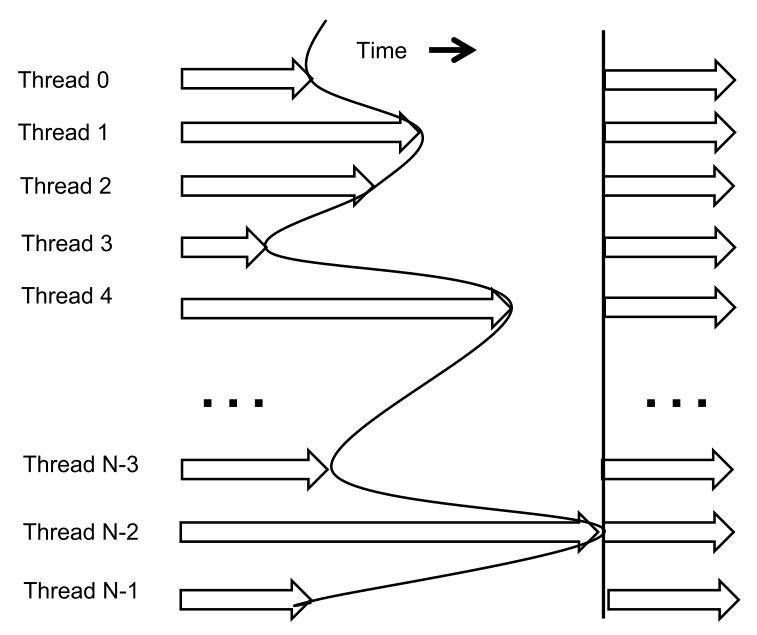 Time
Thread 0
Thread 1
Thread 2
Thread 3
Thread 4
. . . . . .
Thread N-3
Thread N-2
Thread N-1